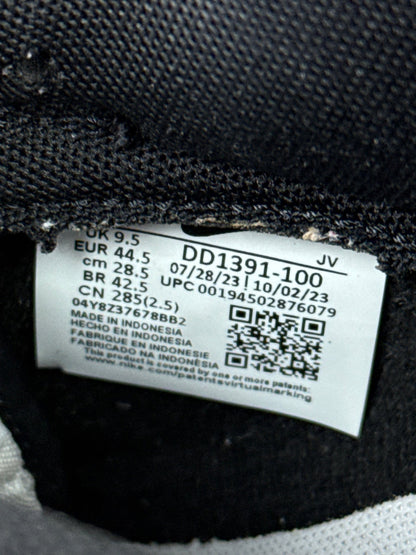 UK 9.5
EUR 44.5
cm 28.5
BR 42.5
CN 285(2.5)
04Y8Z37678BB2
DD1391-100 JV
07/28/23 | 10/02/23
UPC 00194502876079
MADE IN INDONESIA
HECHO EN INDONESIA
FABRIQUE EN INDONESIE
FABRICADO NA INDONÉSIA
This product is covered by one or more patents:
www.nike.com/patentsvirtualmarking